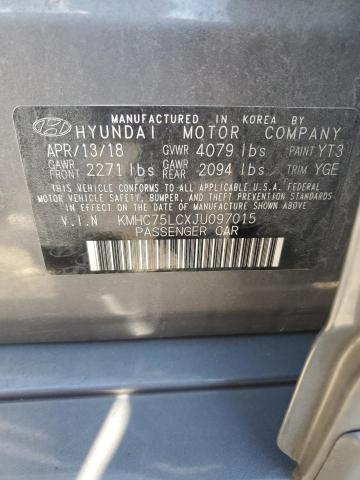 MANUFACTURED IN KOREA BY
HYUNDAI MOTOR COMPANY
APR/13/18 GVWR 4079 lbs PAINT YT3
GAWR FRONT 2271 lbs GAWR REAR 2094 lbs TRIM YGE
THIS VEHICLE CONFORMS TO ALL APPLICABLE U.S.A. FEDERAL
MOTOR VEHICLE SAFETY, BUMPER, AND THEFT PREVENTION STANDARDS
IN EFFECT ON THE DATE OF MANUFACTURE SHOWN ABOVE.
V.I.N KMHC75LCXJU097015
PASSENGER CAR